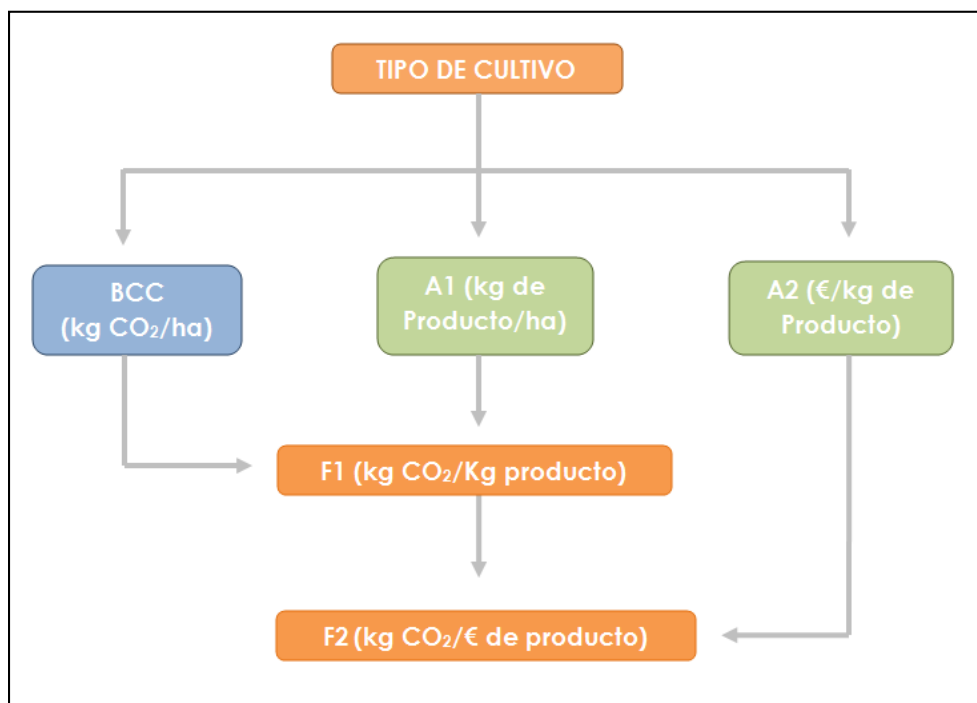 TIPO DE CULTIVO
BCC
(kg CO₂/ha)
A1 (kg de
Producto/ha)
A2 (€/kg de
Producto)
F1 (kg CO₂/Kg producto)
F2 (kg CO₂/€ de producto)